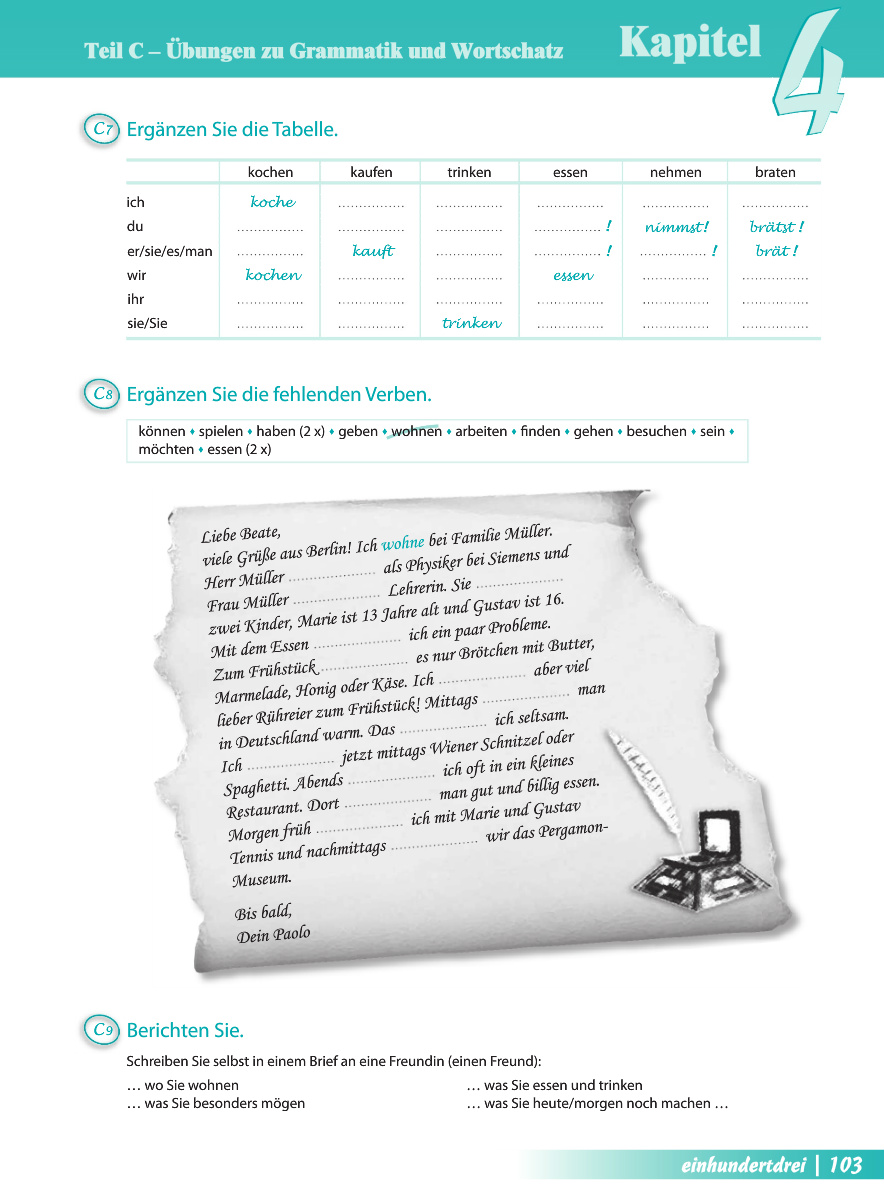 Teil C – Übungen zu Grammatik und Wortschatz Kapitel 4
C7 Ergänzen Sie die Tabelle.
kochen kaufen trinken essen nehmen braten
ich koche ................ ................ ................ ................ ................
du ................ ................ ................ ................ ! nimmst! brätst !
er/sie/es/man ................ kauft ................ ................ ! ................ ! brät !
wir kochen ................ ................ essen ................ ................
ihr ................ ................ ................ ................ ................ ................
sie/Sie ................ ................ trinken ................ ................ ................
C8 Ergänzen Sie die fehlenden Verben.
können ♦ spielen ♦ haben (2 x) ♦ geben ♦ wohnen ♦ arbeiten ♦ finden ♦ gehen ♦ besuchen ♦ sein ♦
möchten ♦ essen (2 x)
Liebe Beate,
viele Grüße aus Berlin! Ich wohne bei Familie Müller.
Herr Müller ..................... als Physiker bei Siemens und
Frau Müller ..................... Lehrerin. Sie .....................
zwei Kinder, Marie ist 13 Jahre alt und Gustav ist 16.
Mit dem Essen ..................... ich ein paar Probleme.
Zum Frühstück ..................... es nur Brötchen mit Butter,
Marmelade, Honig oder Käse. Ich ..................... aber viel
lieber Rühreier zum Frühstück! Mittags ..................... man
in Deutschland warm. Das ..................... ich seltsam.
Ich ..................... jetzt mittags Wiener Schnitzel oder
Spaghetti. Abends ..................... ich oft in ein kleines
Restaurant. Dort ..................... man gut und billig essen.
Morgen früh ..................... ich mit Marie und Gustav
Tennis und nachmittags ..................... wir das Pergamon-
Museum.
Bis bald,
Dein Paolo
C9 Berichten Sie.
Schreiben Sie selbst in einem Brief an eine Freundin (einen Freund):
… wo Sie wohnen … was Sie essen und trinken
… was Sie besonders mögen … was Sie heute/morgen noch machen …
einhundertdrei | 103